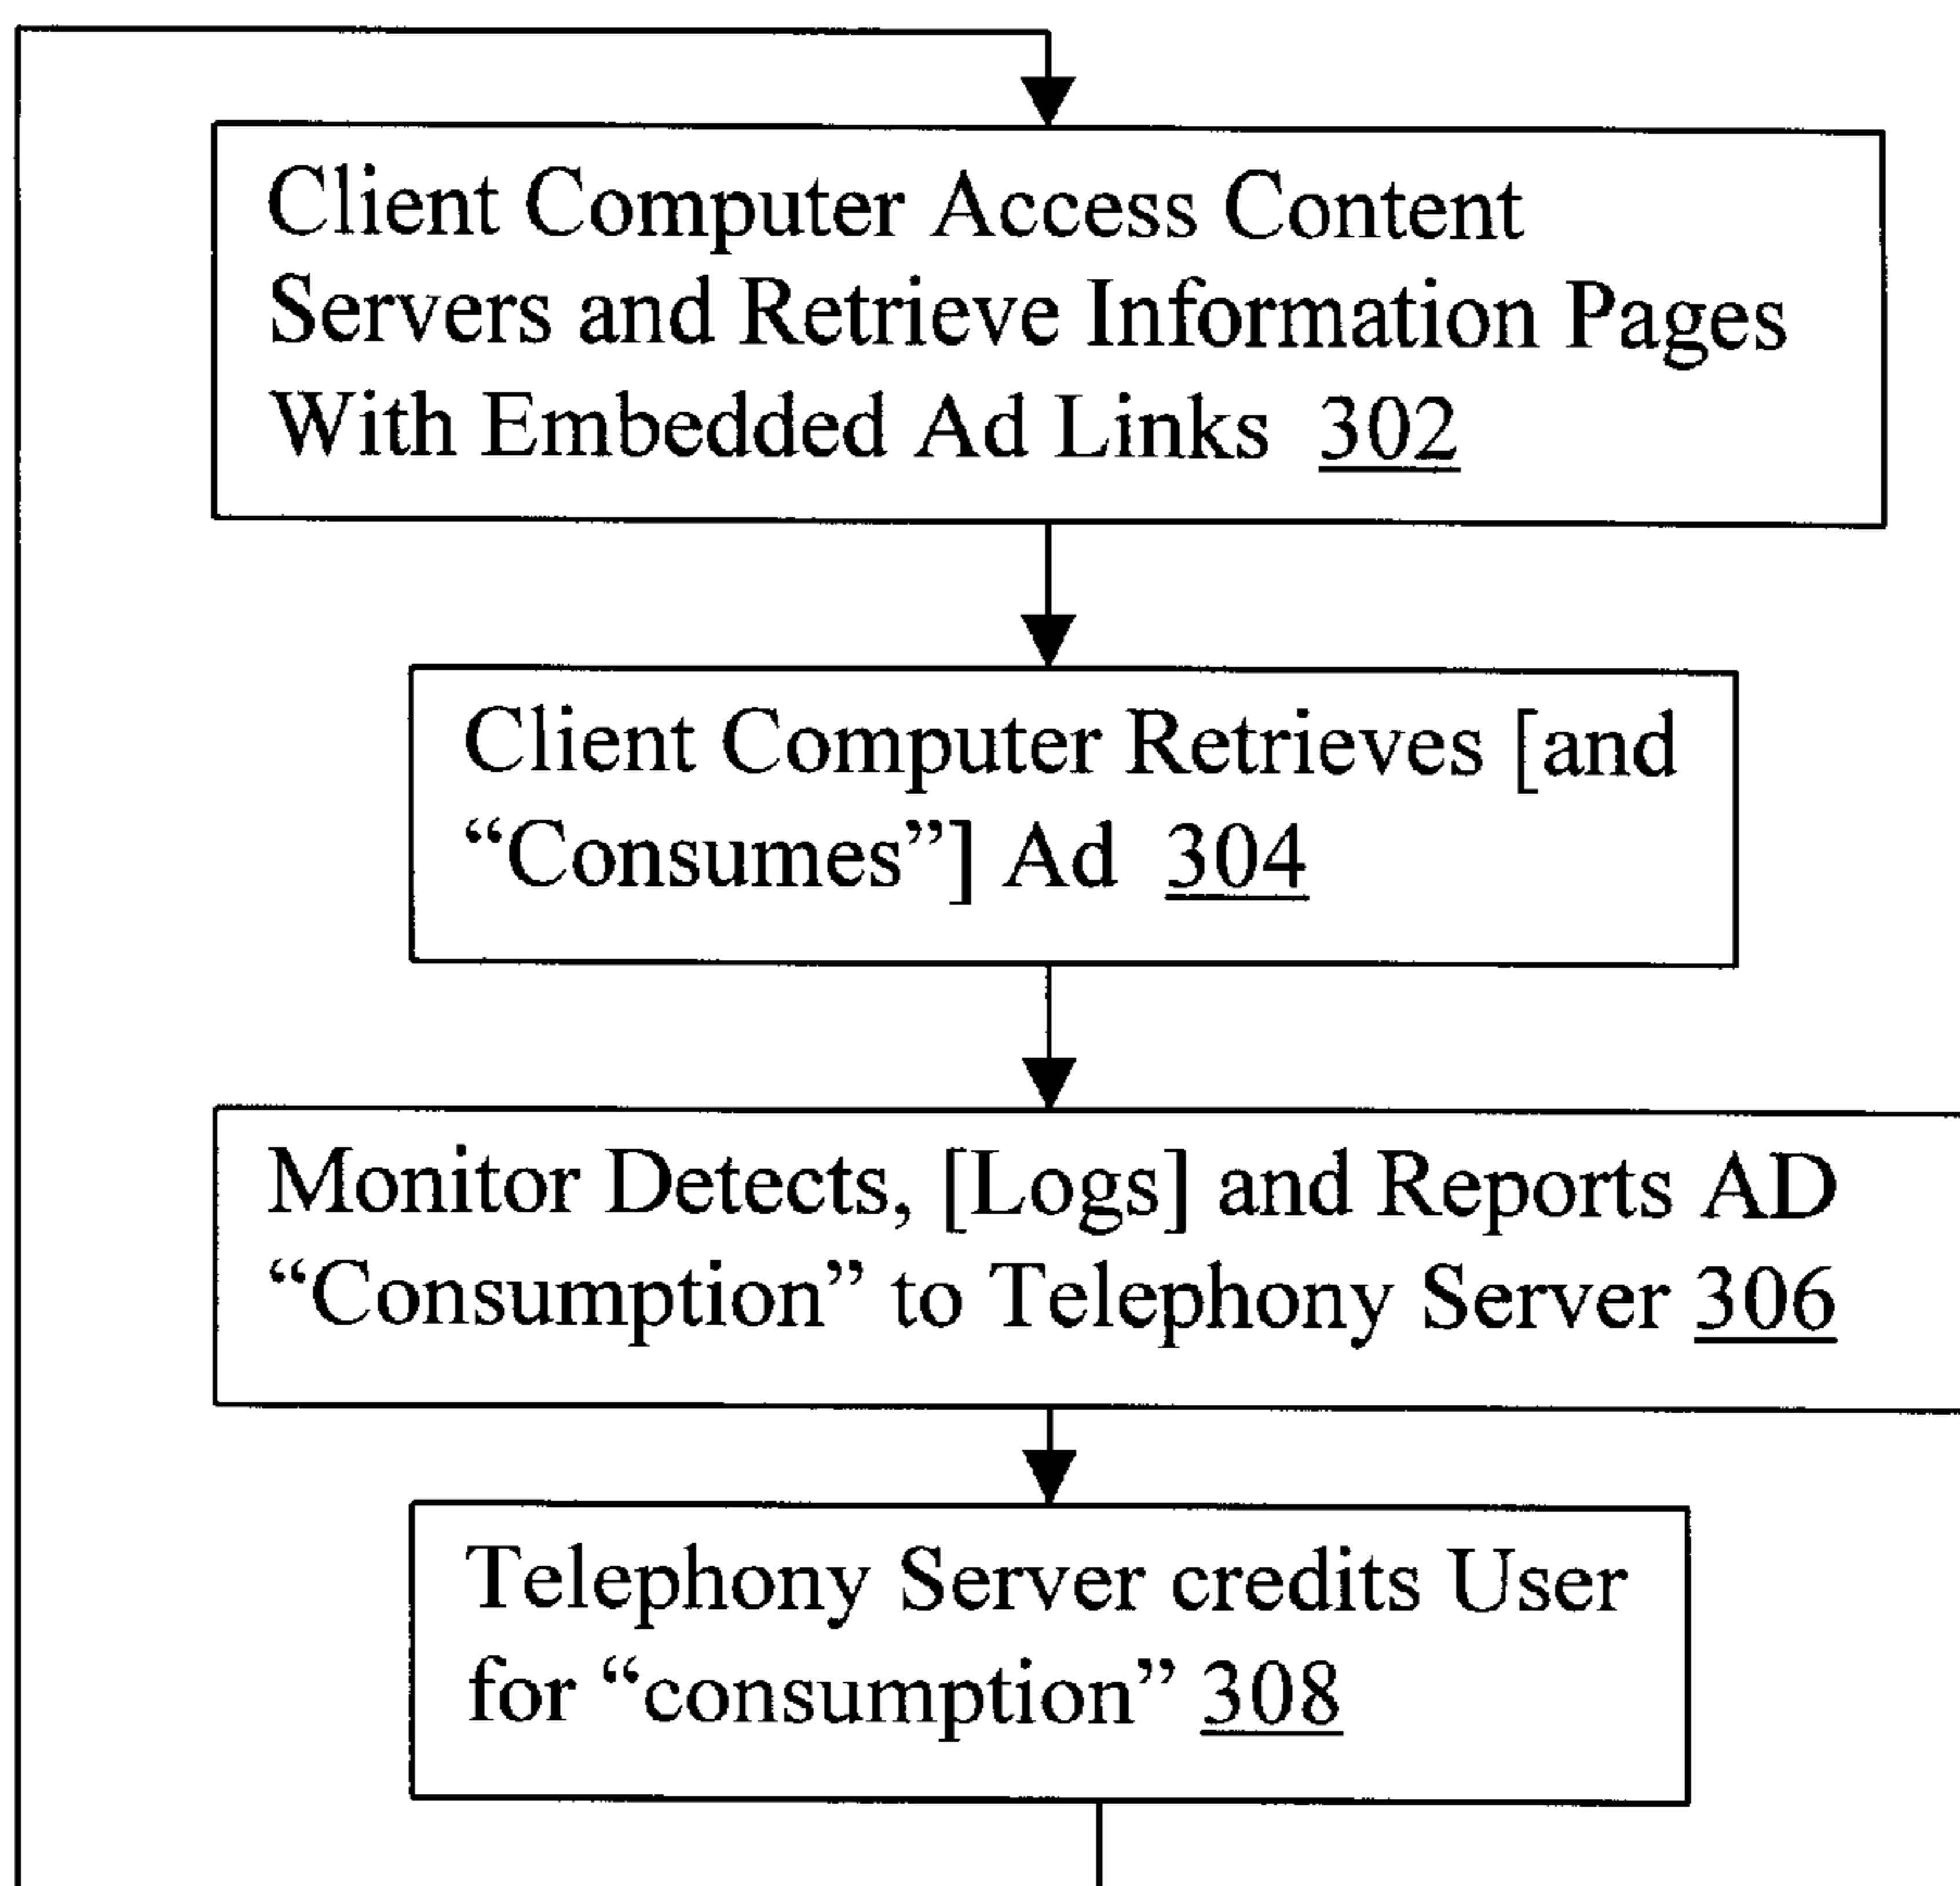 Client Computer Access Content
Servers and Retrieve Information Pages
With Embedded Ad Links 302
Client Computer Retrieves [and
“Consumes”] Ad 304
Monitor Detects, [Logs] and Reports AD
“Consumption” to Telephony Server 306
Telephony Server credits User
for “consumption” 308